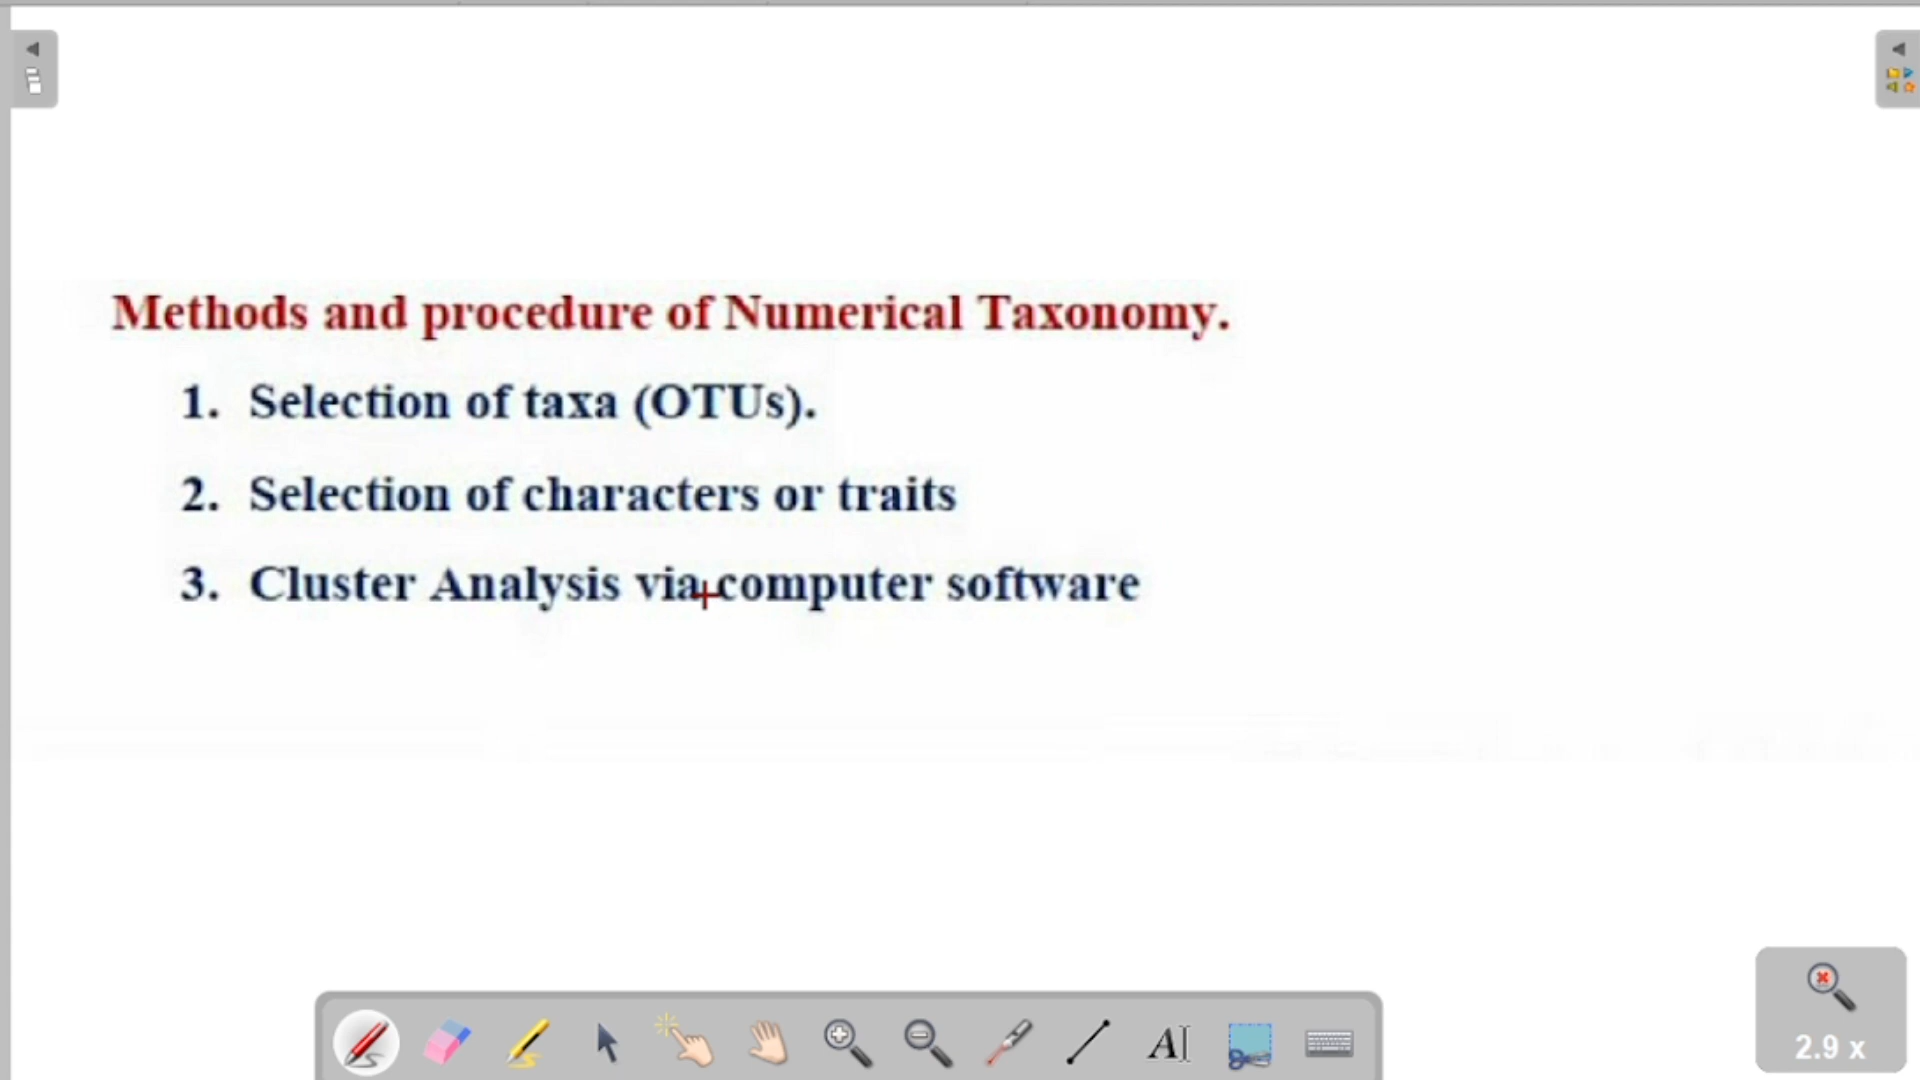 Methods and procedure of Numerical Taxonomy.
1. Selection of taxa (OTUs).
2. Selection of characters or traits
3. Cluster Analysis via computer software
2.9 x